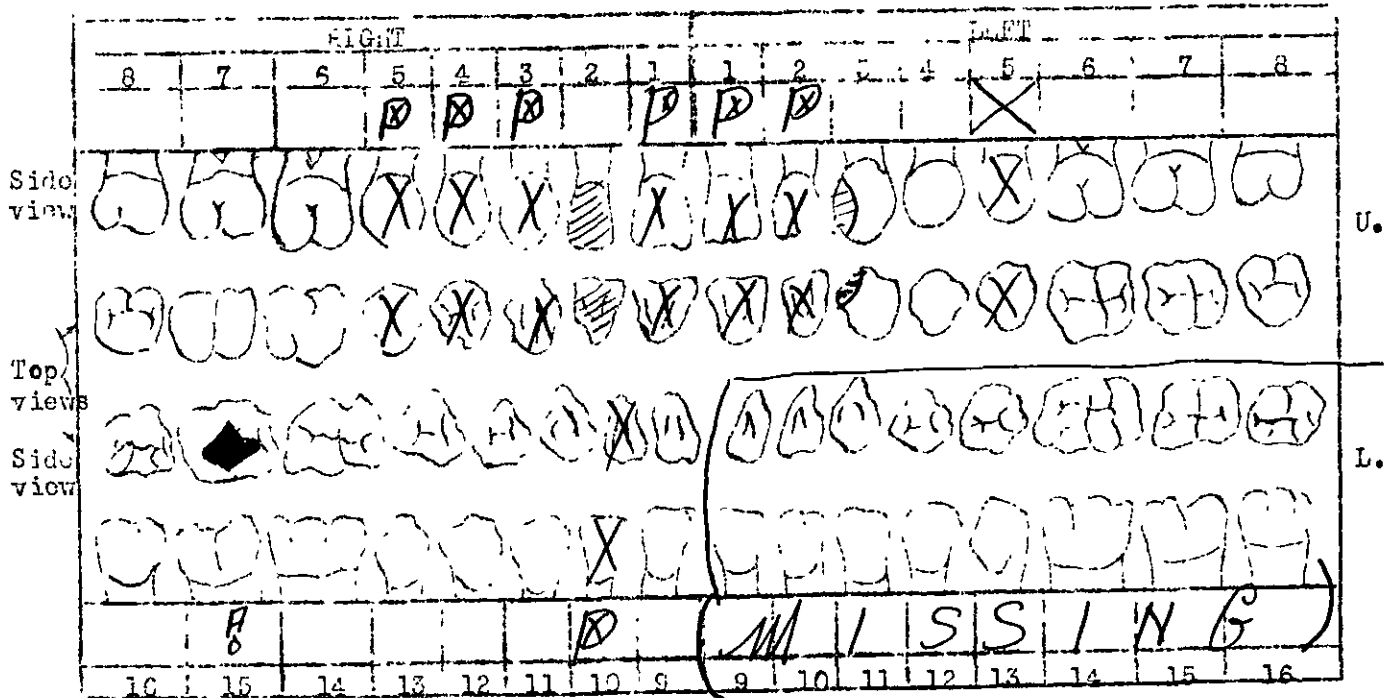 RIGHT LEFT
8 7 6 5 4 3 2 1 1 2 3 4 5 6 7 8
P P P P P P
Side view
U.
Top views
Side view
L.
P
MISSING
16 15 14 13 12 11 10 9 9 10 11 12 13 14 15 16